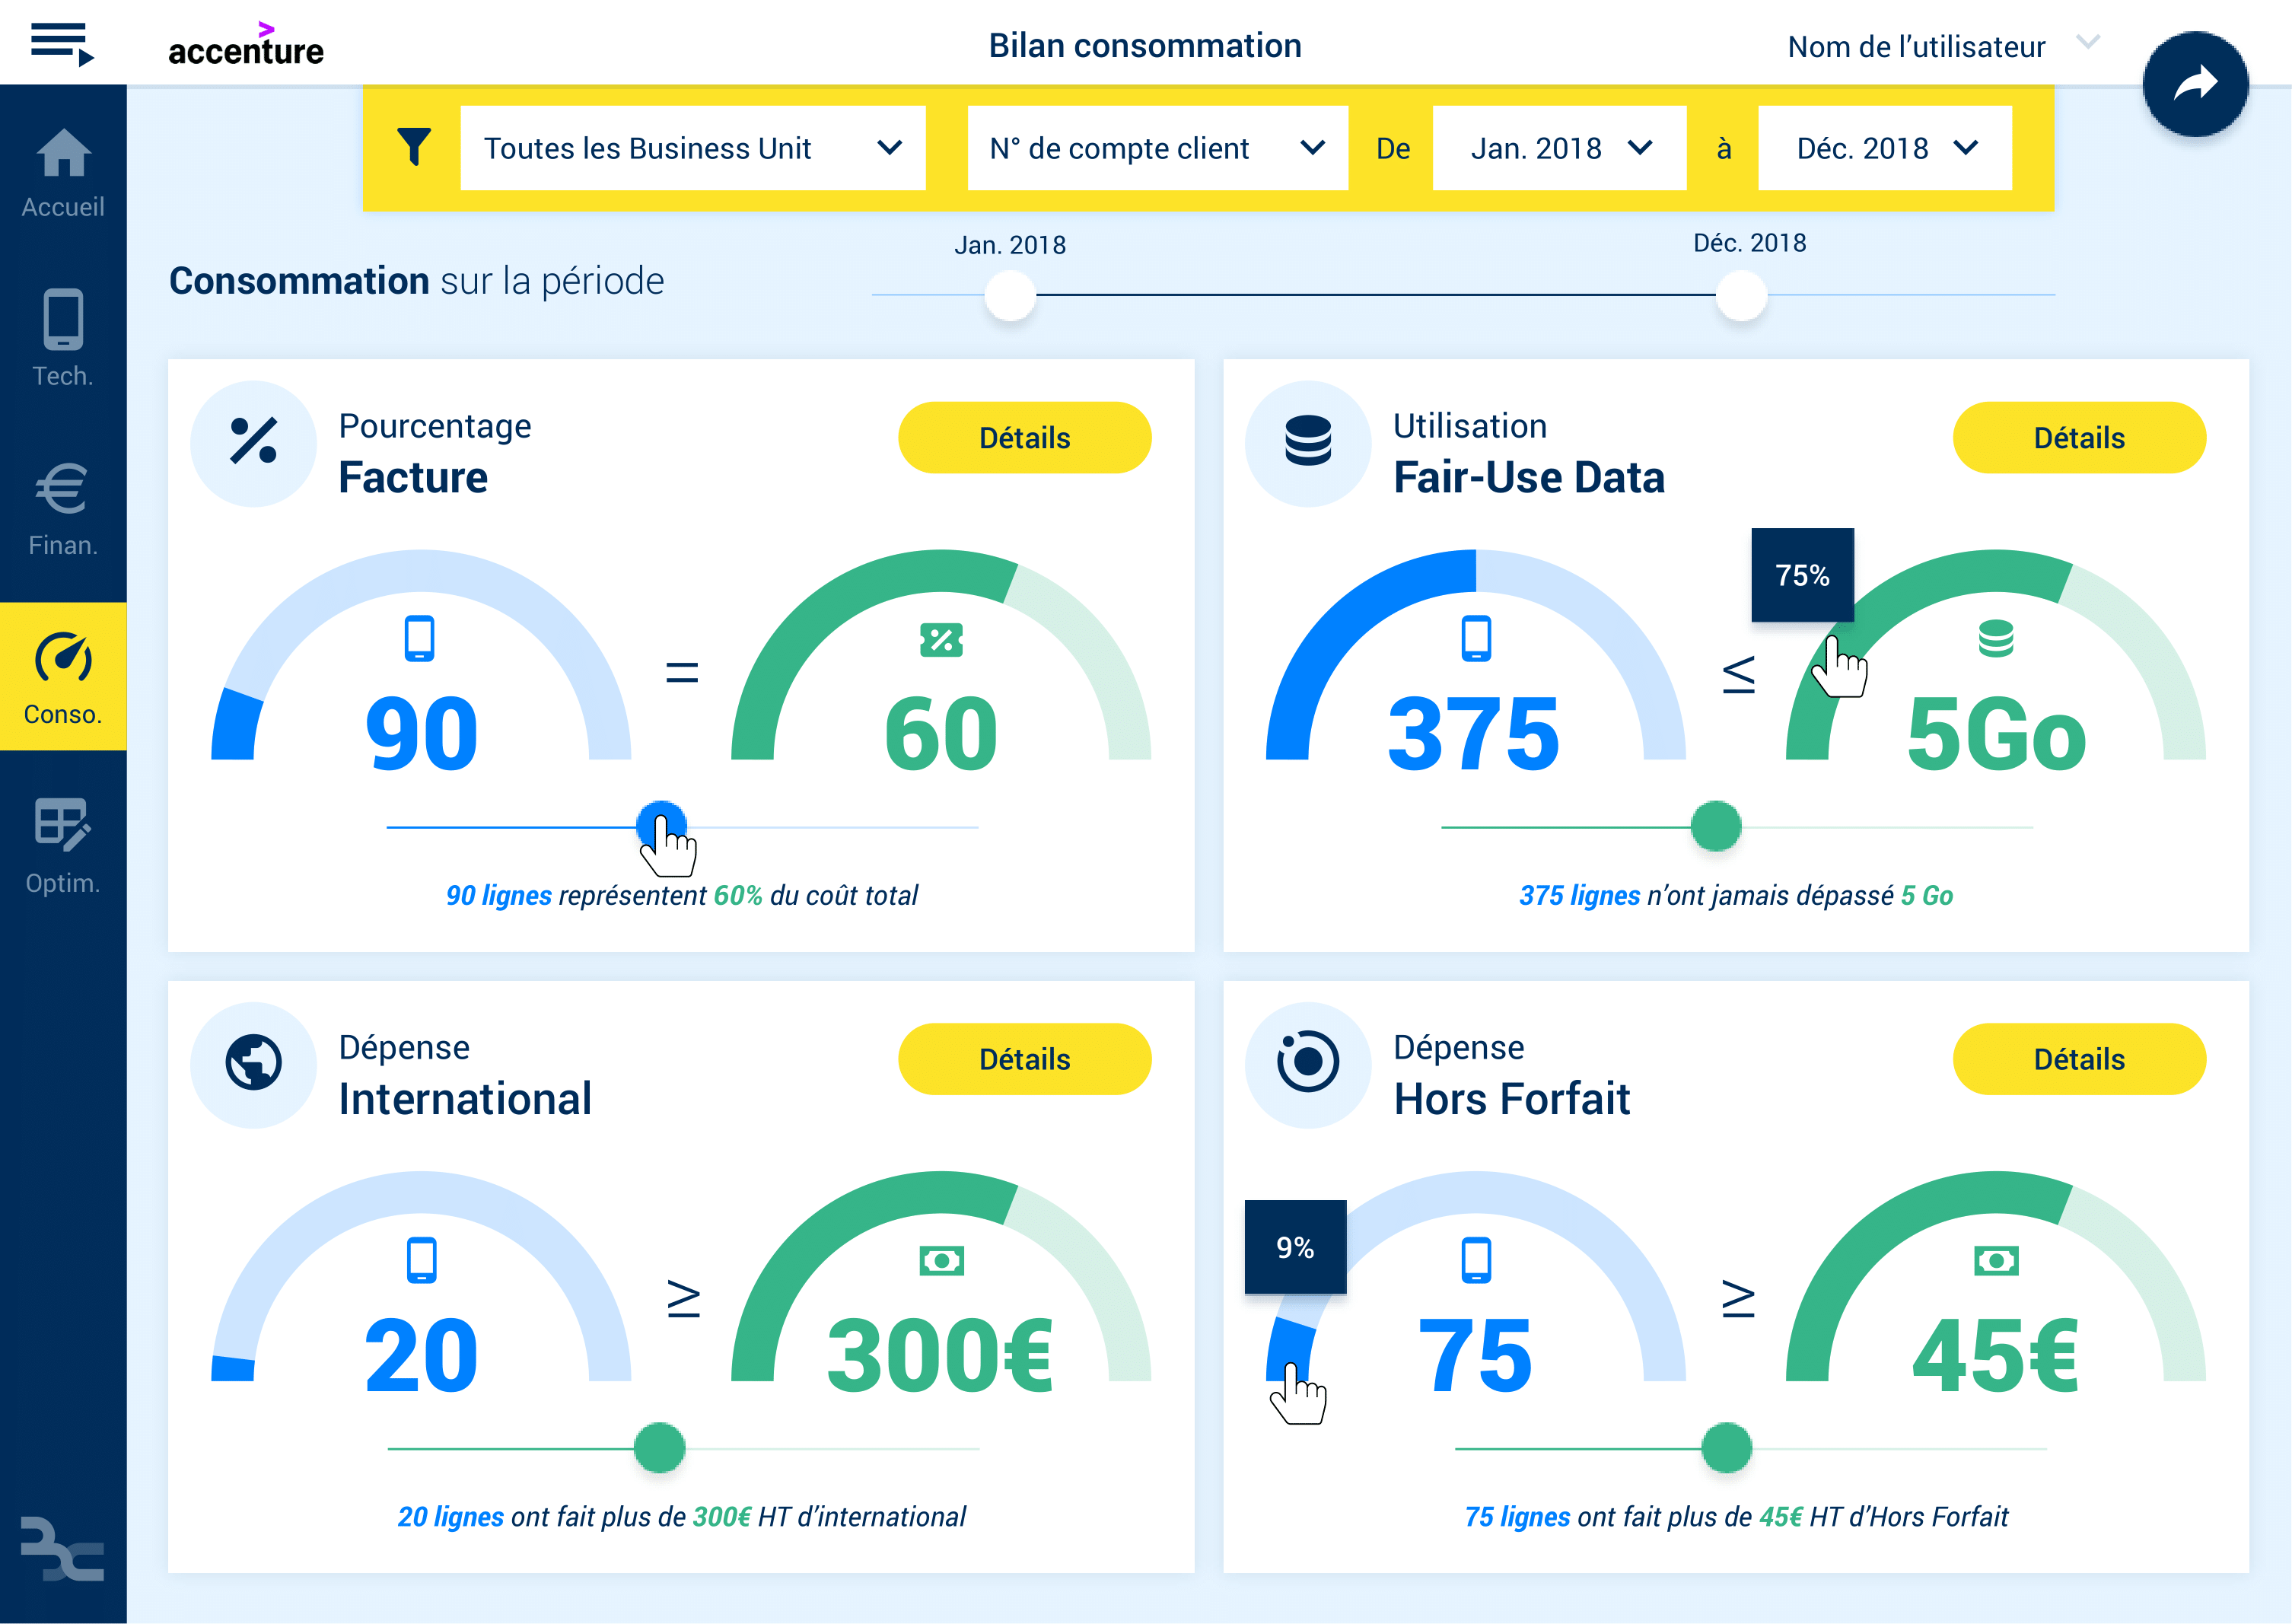 accenture
Bilan consommation
Nom de l’utilisateur
Toutes les Business Unit
N° de compte client
De
Jan. 2018
à
Déc. 2018
Accueil
Tech.
Finan.
Conso.
Optim.
Consommation sur la période
Jan. 2018
Déc. 2018
Pourcentage
Facture
Détails
90
=
60
90 lignes représentent 60% du coût total
Utilisation
Fair-Use Data
Détails
375
≤
75%
5Go
375 lignes n’ont jamais dépassé 5 Go
Dépense
International
Détails
20
≥
300€
20 lignes ont fait plus de 300€ HT d’international
Dépense
Hors Forfait
Détails
9%
75
≥
45€
75 lignes ont fait plus de 45€ HT d’Hors Forfait